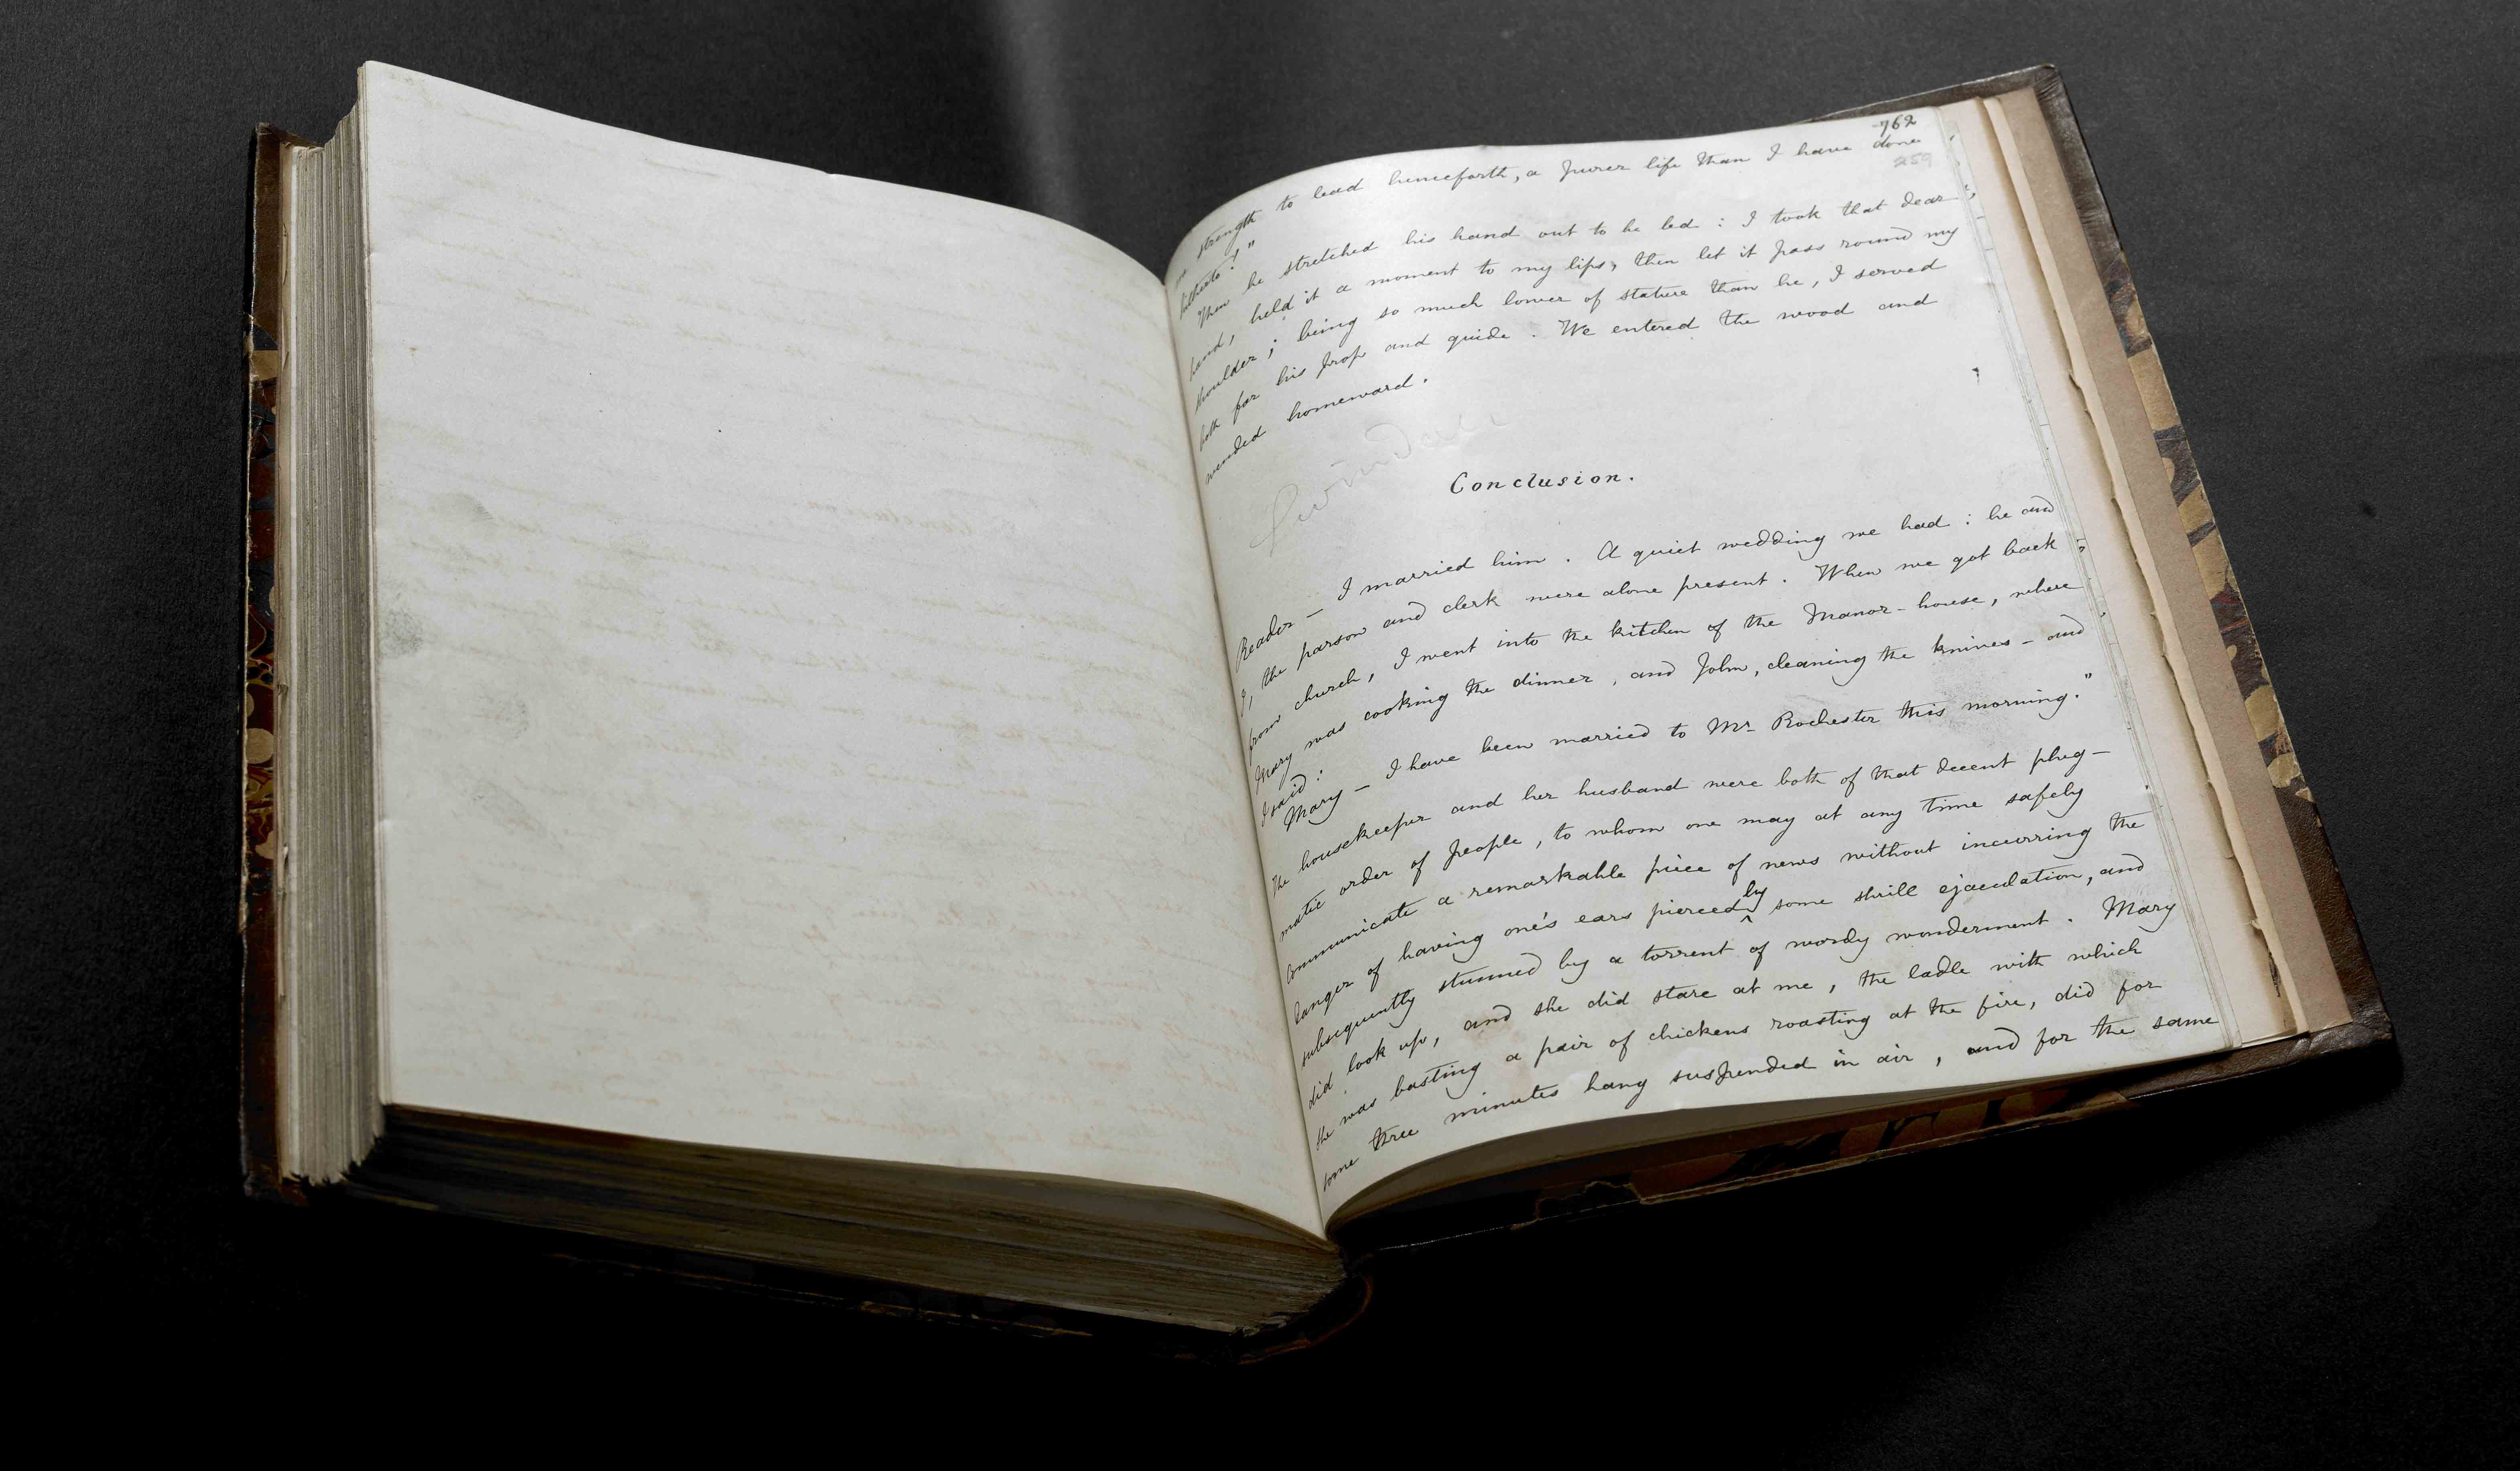 762
259
me strength to lead henceforth, a purer life than I have done
hitherto!"
Then he stretched his hand out to be led : I took that dear
hand, held it a moment to my lips, then let it pass round my
shoulder ; being so much lower of stature than he, I served
both for his prop and guide . We entered the wood and
wended homeward .
Swindell
Conclusion.
Reader — I married him . A quiet wedding we had : he and
I, the parson and clerk were alone present . When we got back
from church, I went into the kitchen of the Manor-house, where
Mary was cooking the dinner , and John, cleaning the knives — and
I said :
Mary — I have been married to Mr Rochester this morning."
The housekeeper and her husband were both of that decent phleg-
matic order of people , to whom one may at any time safely
communicate a remarkable piece of news without incurring the
danger of having one's ears pierced by some shrill ejaculation, and
subsequently stunned by a torrent of wordy wonderment . Mary
did look up, and she did stare at me , the ladle with which
she was basting a pair of chickens roasting at the fire, did for
some three minutes hang suspended in air , and for the same